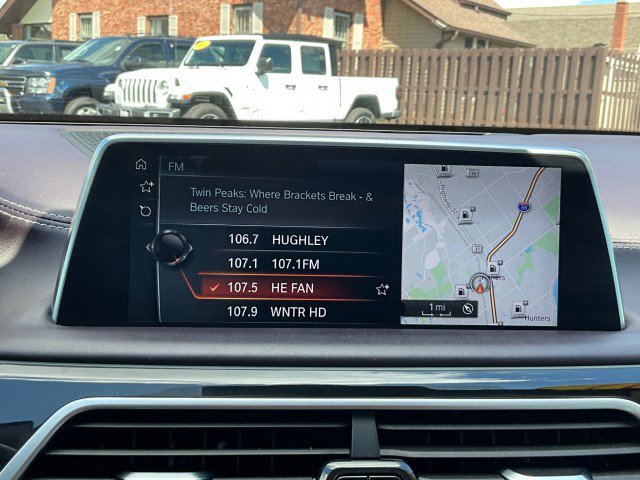 FM
Twin Peaks: Where Brackets Break - &
Beers Stay Cold
106.7 HUGHLEY
107.1 107.1FM
107.5 HE FAN
107.9 WNTR HD
1 mi
Hunters